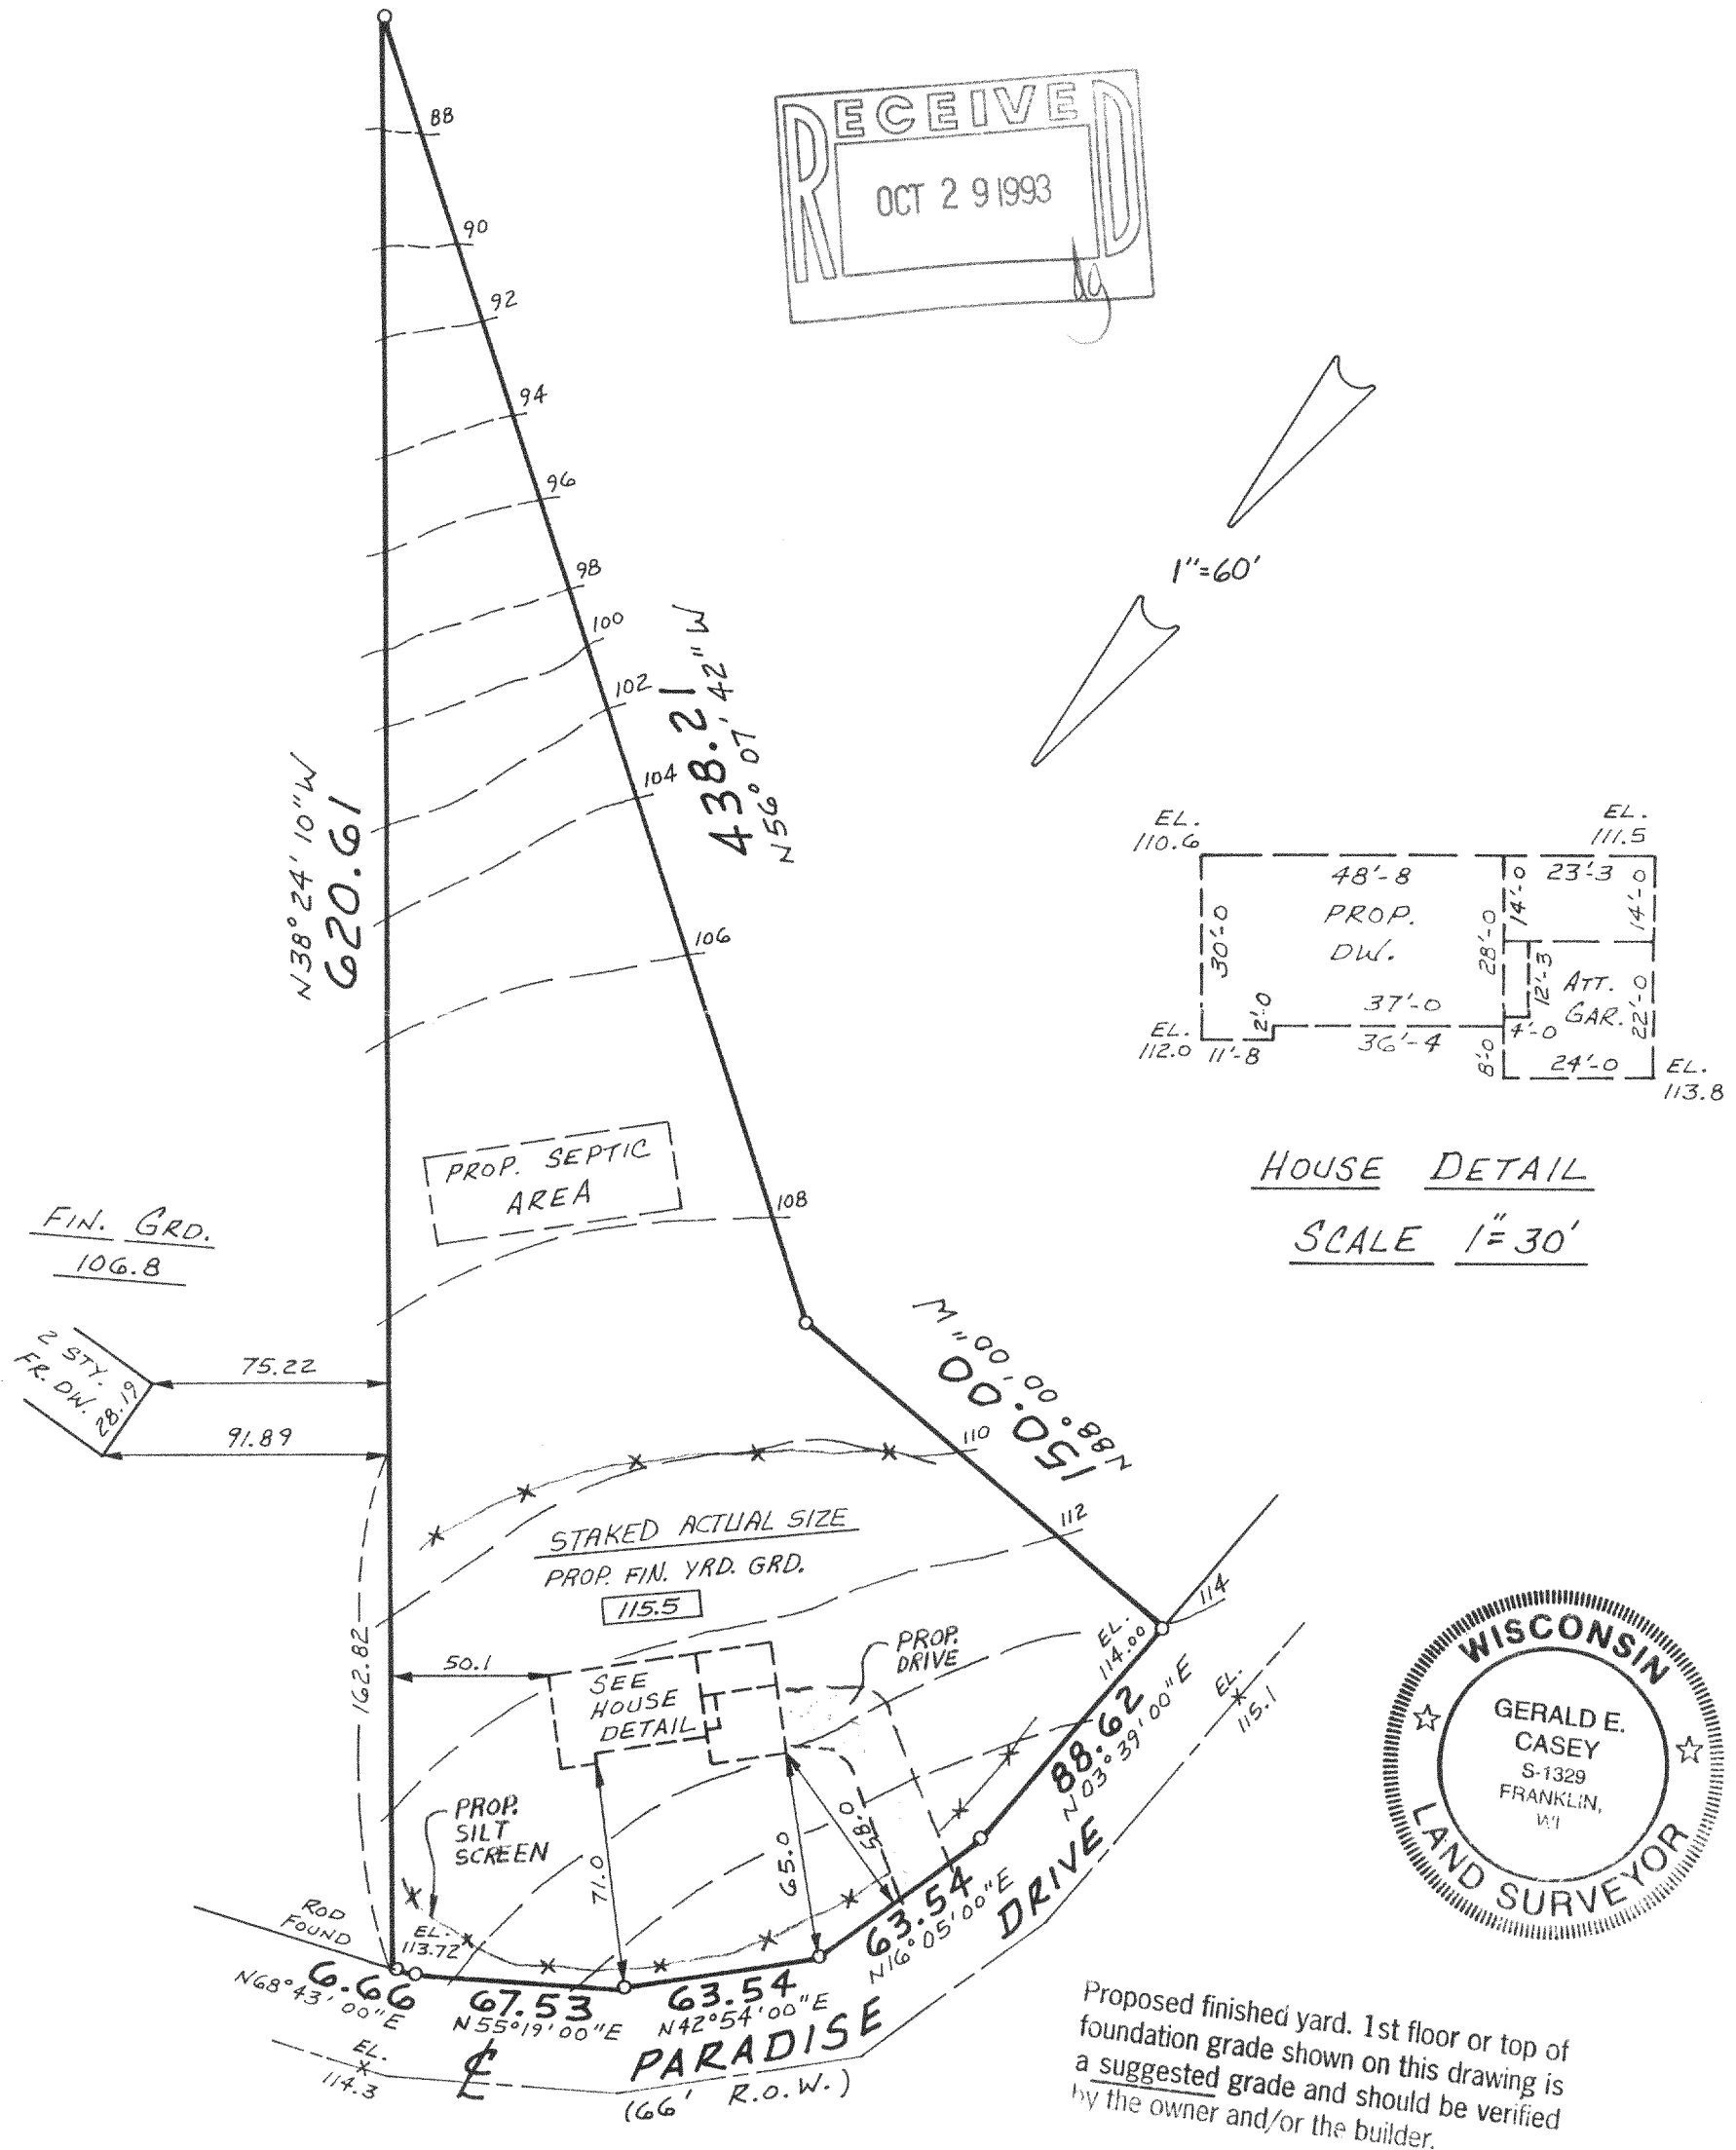 RECEIVED
OCT 29 1993
88
90
92
94
96
98
100
102
104
106
108
110
112
114
N38°24'10"W
620.61
438.21
N56°07'42"W
1"=60'
EL.
110.6
EL.
111.5
48'-8
23'-3
PROP.
DW.
30'-0
28'-0
14'-0
14'-0
12'-3
ATT.
GAR.
22'-0
37'-0
36'-4
2'-0
4'-0
EL.
112.0
11'-8
8'-0
24'-0
EL.
113.8
HOUSE DETAIL
SCALE 1"=30'
PROP. SEPTIC
AREA
FIN. GRD.
106.8
2 STY.
FR. DW.
28.19
75.22
91.89
150.00
N88°00'00"W
STAKED ACTUAL SIZE
PROP. FIN. YRD. GRD.
115.5
162.82
50.1
SEE
HOUSE
DETAIL
PROP.
DRIVE
EL.
114.00
88.62
N03°39'00"E
EL.
115.1
PROP.
SILT
SCREEN
71.0
65.0
58.0
ROD
FOUND
EL.
113.72
6.66
N68°43'00"E
67.53
N55°19'00"E
63.54
N42°54'00"E
63.54
N16°05'00"E
PARADISE DRIVE
(66' R.O.W.)
EL.
114.3
℄
WISCONSIN
GERALD E.
CASEY
S-1329
FRANKLIN,
WI
LAND SURVEYOR
Proposed finished yard. 1st floor or top of
foundation grade shown on this drawing is
a suggested grade and should be verified
by the owner and/or the builder.